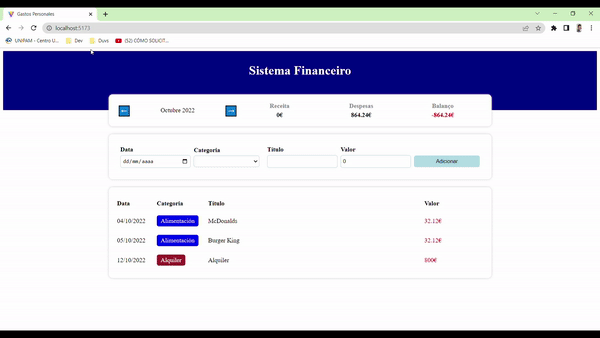 Gastos Personales
localhost:5173
UNIPAM - Centro U...
Dev
Duvs
(52) CÓMO SOLICIT...
Sistema Financeiro
Octubre 2022
Receita
0€
Despesas
864.24€
Balanço
-864.24€
Data
Categoria
Título
Valor
dd/mm/aaaa
0
Adicionar
Data Categoria Título Valor
04/10/2022 Alimentación McDonalds 32.12€
05/10/2022 Alimentación Burger King 32.12€
12/10/2022 Alquiler Alquiler 800€